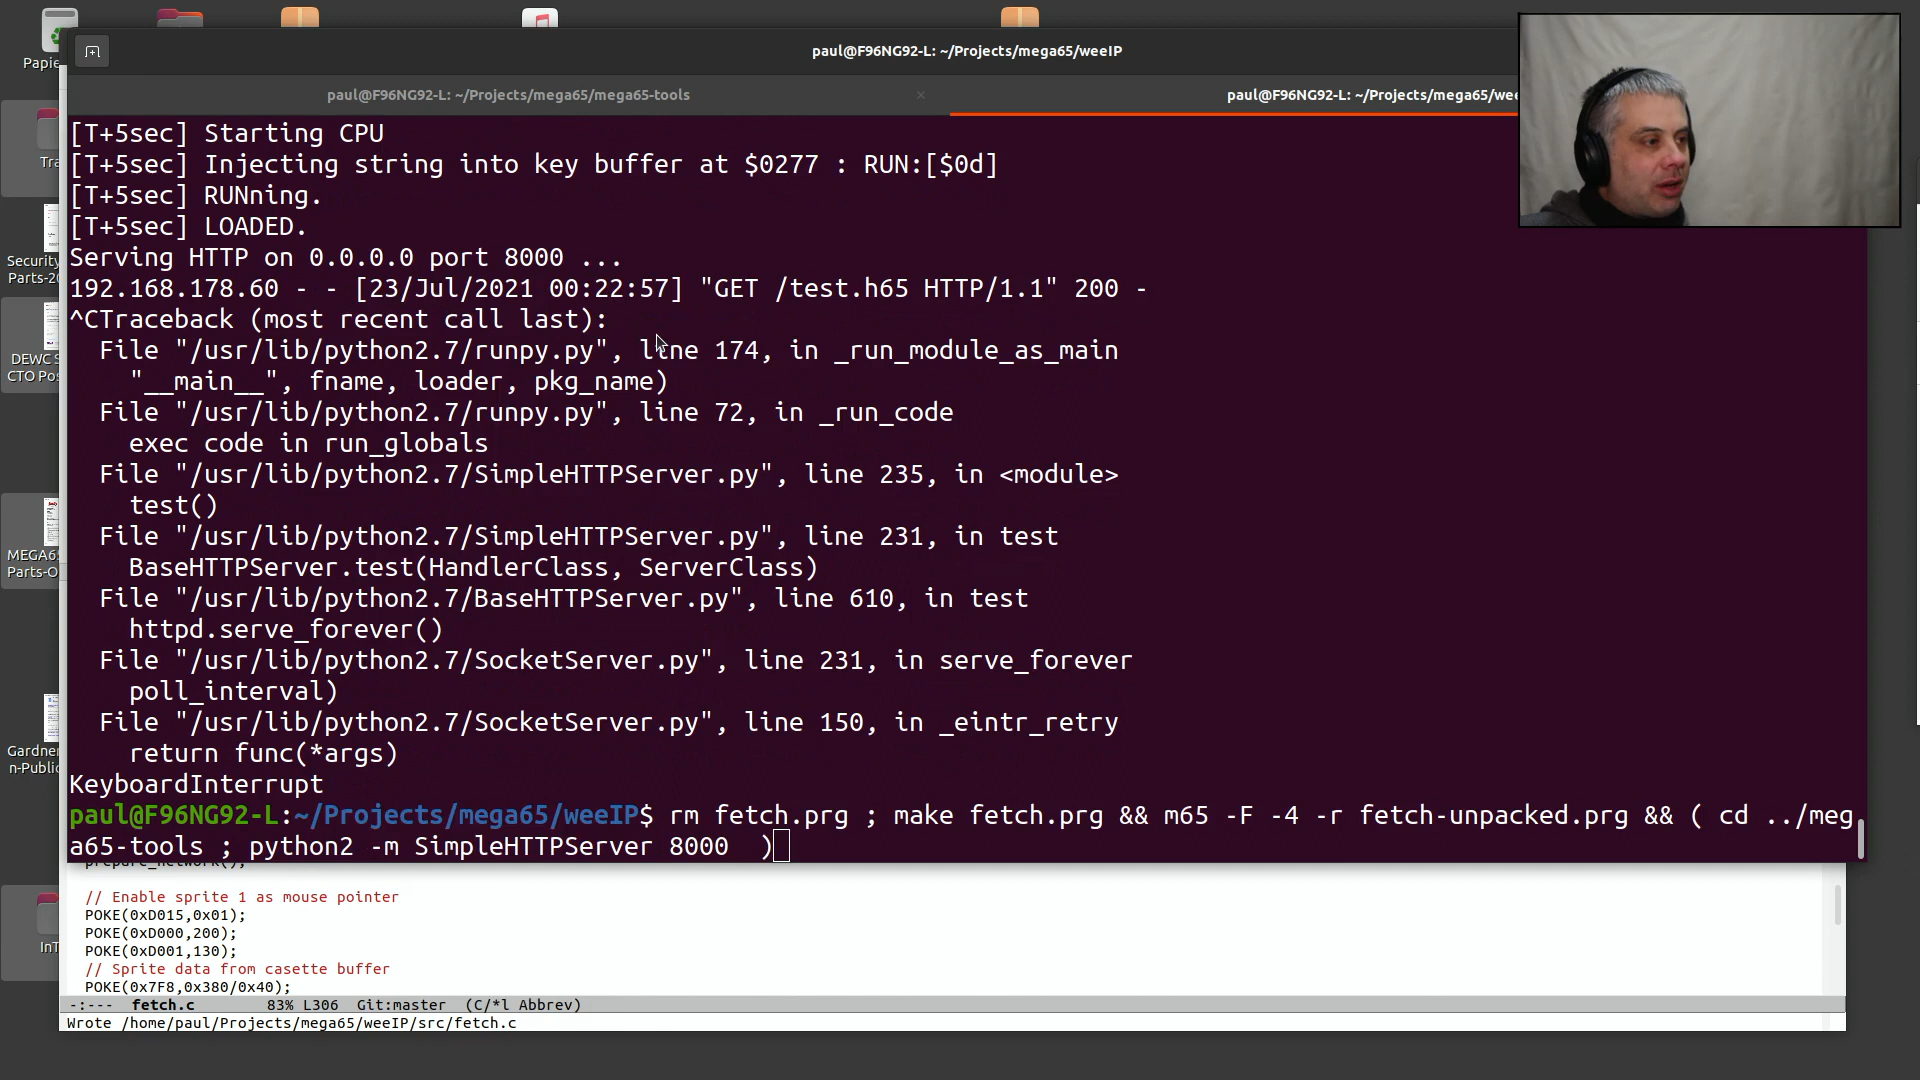 Papie
paul@F96NG92-L: ~/Projects/mega65/weeIP
paul@F96NG92-L: ~/Projects/mega65/mega65-tools
paul@F96NG92-L: ~/Projects/mega65/wee
[T+5sec] Starting CPU
[T+5sec] Injecting string into key buffer at $0277 : RUN:[$0d]
[T+5sec] RUNning.
[T+5sec] LOADED.
Serving HTTP on 0.0.0.0 port 8000 ...
192.168.178.60 - - [23/Jul/2021 00:22:57] "GET /test.h65 HTTP/1.1" 200 -
^CTraceback (most recent call last):
  File "/usr/lib/python2.7/runpy.py", line 174, in _run_module_as_main
    "__main__", fname, loader, pkg_name)
  File "/usr/lib/python2.7/runpy.py", line 72, in _run_code
    exec code in run_globals
  File "/usr/lib/python2.7/SimpleHTTPServer.py", line 235, in <module>
    test()
  File "/usr/lib/python2.7/SimpleHTTPServer.py", line 231, in test
    BaseHTTPServer.test(HandlerClass, ServerClass)
  File "/usr/lib/python2.7/BaseHTTPServer.py", line 610, in test
    httpd.serve_forever()
  File "/usr/lib/python2.7/SocketServer.py", line 231, in serve_forever
    poll_interval)
  File "/usr/lib/python2.7/SocketServer.py", line 150, in _eintr_retry
    return func(*args)
KeyboardInterrupt
paul@F96NG92-L:~/Projects/mega65/weeIP$ rm fetch.prg ; make fetch.prg && m65 -F -4 -r fetch-unpacked.prg && ( cd ../meg
a65-tools ; python2 -m SimpleHTTPServer 8000  )
Tra
Security
Parts-20
DEWC S
CTO Pos
MEGA65
Parts-O
Gardner
n-Public
InT
prepare_network();
// Enable sprite 1 as mouse pointer
POKE(0xD015,0x01);
POKE(0xD000,200);
POKE(0xD001,130);
// Sprite data from casette buffer
POKE(0x7F8,0x380/0x40);
-:---  fetch.c        83% L306  Git:master  (C/*l Abbrev)
Wrote /home/paul/Projects/mega65/weeIP/src/fetch.c